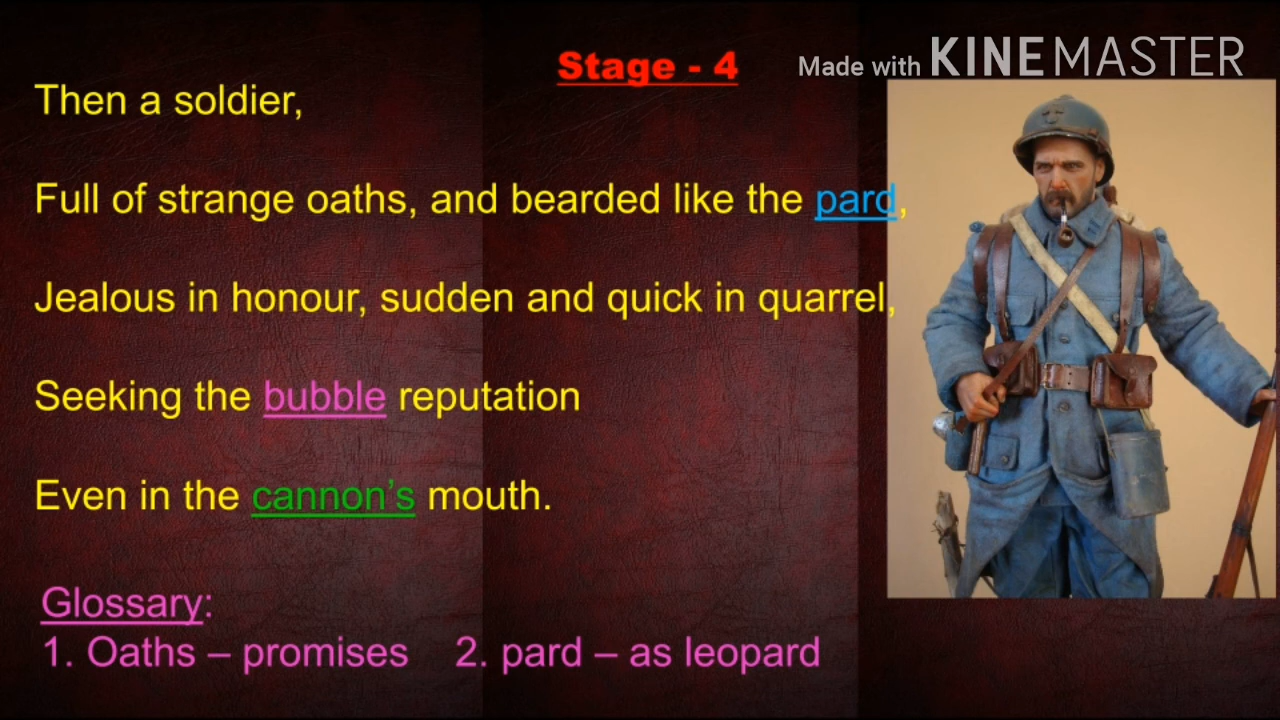 Stage - 4
Made with KINEMASTER
Then a soldier,
Full of strange oaths, and bearded like the pard,
Jealous in honour, sudden and quick in quarrel,
Seeking the bubble reputation
Even in the cannon’s mouth.
Glossary:
1. Oaths – promises 2. pard – as leopard